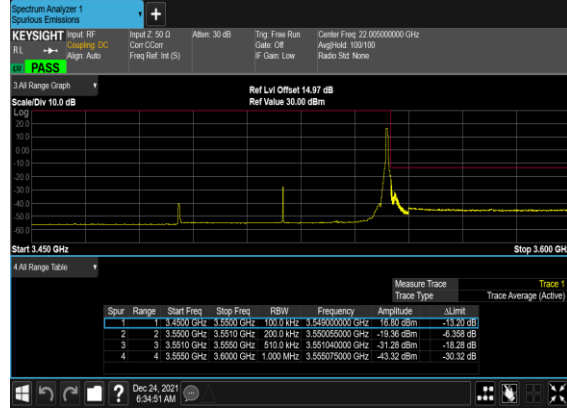 Spectrum Analyzer 1
Spurious Emissions
+
KEYSIGHT Input: RF Input Z: 50 Ω Atten: 30 dB Trig: Free Run Center Freq: 22.005000000 GHz
RL Coupling: DC Corr CCorr Gate: Off Avg|Hold: 100/100
Align: Auto Freq Ref: Int (S) IF Gain: Low Radio Std: None
PASS
3 All Range Graph
Ref Lvl Offset 14.97 dB
Scale/Div 10.0 dB Ref Value 30.00 dBm
Log
20.0
10.0
0.00
-10.0
-20.0
-30.0
-40.0
-50.0
-60.0
Start 3.450 GHz Stop 3.600 GHz
4 All Range Table
Measure Trace Trace 1
Trace Type Trace Average (Active)
Spur Range Start Freq Stop Freq RBW Frequency Amplitude ΔLimit
1 1 3.4500 GHz 3.5500 GHz 100.0 kHz 3.549000000 GHz 16.80 dBm -13.20 dB
2 2 3.5500 GHz 3.5510 GHz 200.0 kHz 3.550055000 GHz -19.36 dBm -6.358 dB
3 3 3.5510 GHz 3.5550 GHz 510.0 kHz 3.551040000 GHz -31.28 dBm -18.28 dB
4 4 3.5550 GHz 3.6000 GHz 1.000 MHz 3.555075000 GHz -43.32 dBm -30.32 dB
? Dec 24, 2021
6:34:51 AM